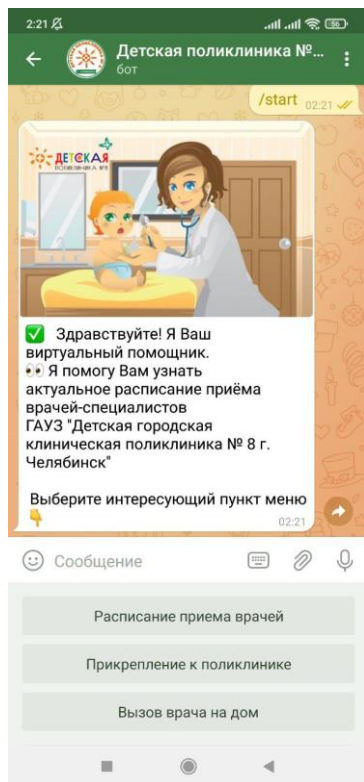 2:21
56
Детская поликлиника №...
бот
/start 02:21
ДЕТСКАЯ
ПОЛИКЛИНИКА №8
✅ Здравствуйте! Я Ваш
виртуальный помощник.
👀 Я помогу Вам узнать
актуальное расписание приёма
врачей-специалистов
ГАУЗ "Детская городская
клиническая поликлиника № 8 г.
Челябинск"
Выберите интересующий пункт меню
👇
02:21
Сообщение
Расписание приема врачей
Прикрепление к поликлинике
Вызов врача на дом